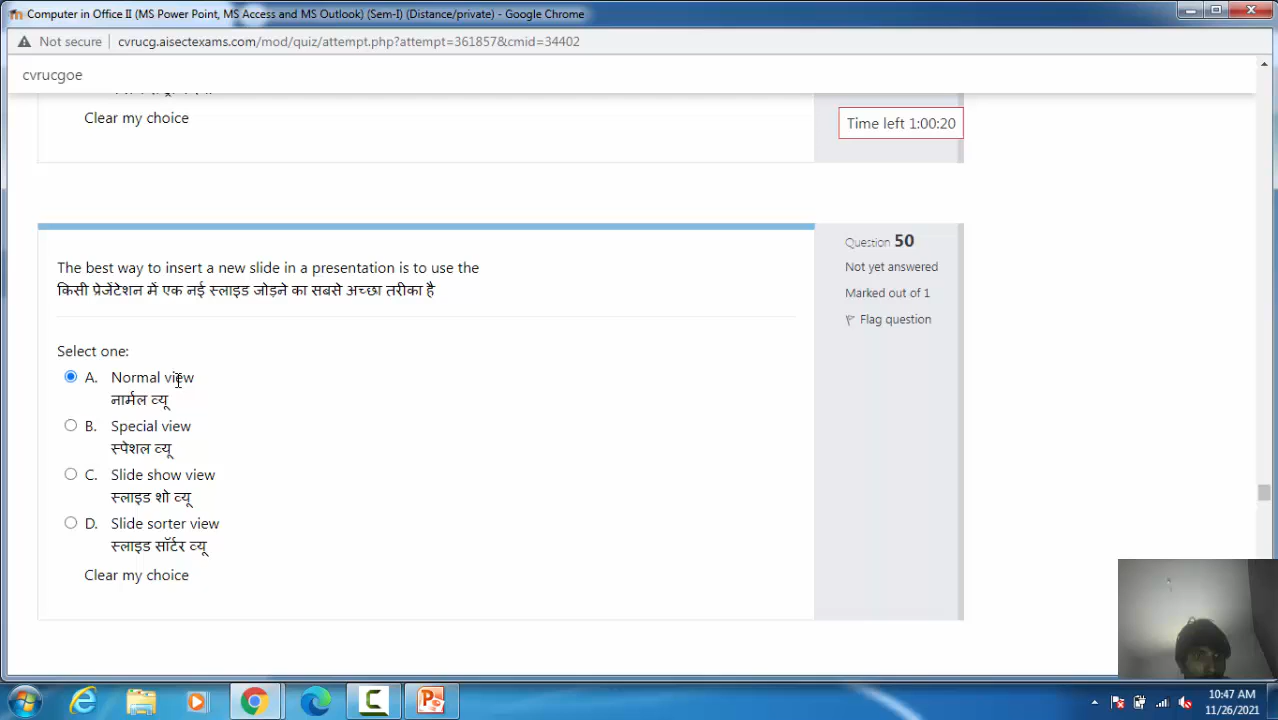 Computer in Office II (MS Power Point, MS Access and MS Outlook) (Sem-I) (Distance/private) - Google Chrome
Not secure | cvrucg.aisectexams.com/mod/quiz/attempt.php?attempt=361857&cmid=34402
cvrucgoe
Clear my choice
Time left 1:00:20
The best way to insert a new slide in a presentation is to use the
किसी प्रेजेंटेशन में एक नई स्लाइड जोड़ने का सबसे अच्छा तरीका है
Question 50
Not yet answered
Marked out of 1
Flag question
Select one:
A. Normal view
नार्मल व्यू
B. Special view
स्पेशल व्यू
C. Slide show view
स्लाइड शो व्यू
D. Slide sorter view
स्लाइड सॉर्टर व्यू
Clear my choice
10:47 AM
11/26/2021